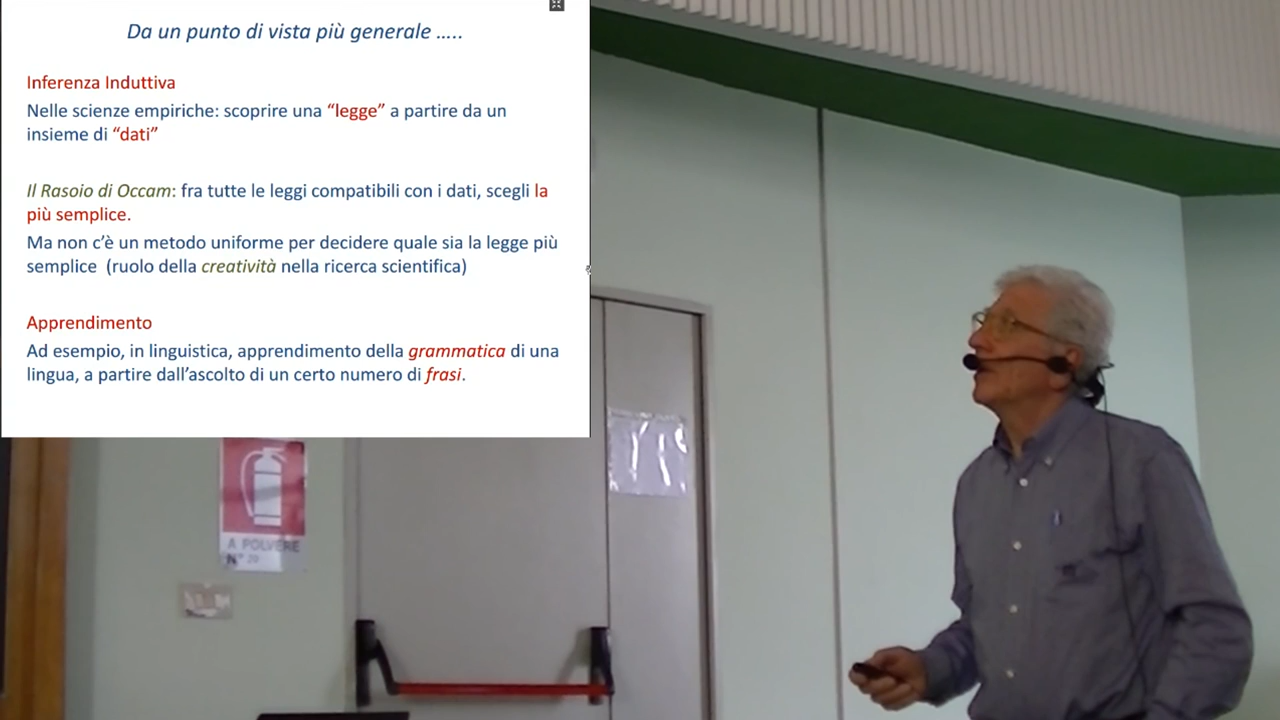 Da un punto di vista più generale …..
Inferenza Induttiva
Nelle scienze empiriche: scoprire una “legge” a partire da un
insieme di “dati”
Il Rasoio di Occam: fra tutte le leggi compatibili con i dati, scegli la
più semplice.
Ma non c’è un metodo uniforme per decidere quale sia la legge più
semplice (ruolo della creatività nella ricerca scientifica)
Apprendimento
Ad esempio, in linguistica, apprendimento della grammatica di una
lingua, a partire dall’ascolto di un certo numero di frasi.
A POLVERE
N° 20